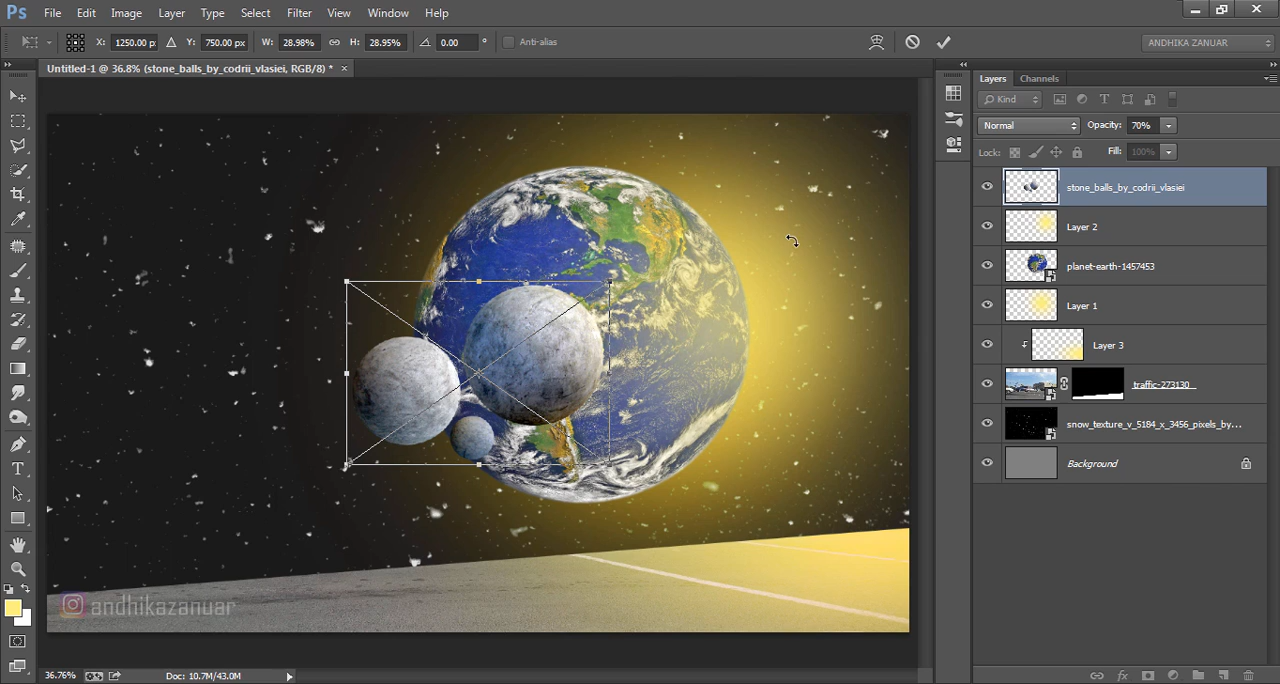 Ps File Edit Image Layer Type Select Filter View Window Help
X: 1250.00 p Y: 750.00 px W: 28.98% H: 28.95% 0.00 ° Anti-alias ANDHIKA ZANUAR
Untitled-1 @ 36.8% (stone_balls_by_codrii_vlasiei, RGB/8) * ×
Layers Channels
Kind
Normal Opacity: 70%
Lock: Fill: 100%
stone_balls_by_codrii_vlasiei
Layer 2
planet-earth-1457453
Layer 1
Layer 3
traffic-273130
snow_texture_v_5184_x_3456_pixels_by...
Background
andhikazanuar
36.76% Doc: 10.7M/43.0M